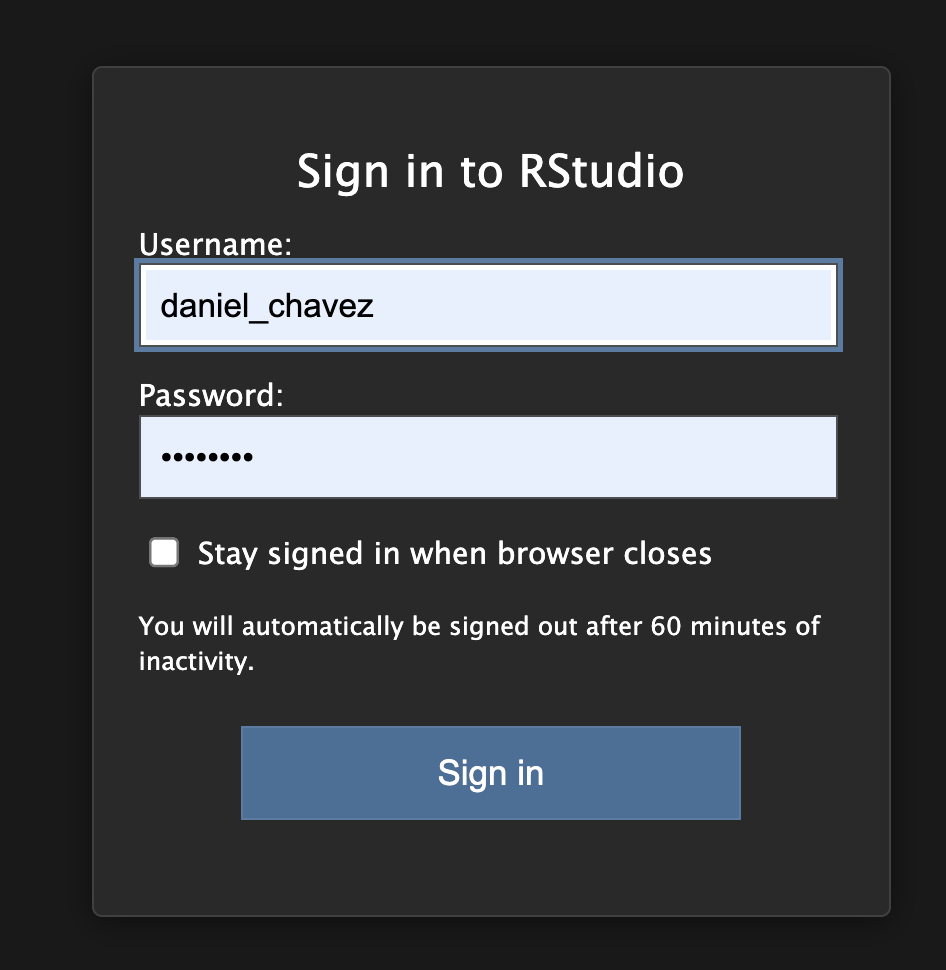 Sign in to RStudio
Username:
daniel_chavez
Password:
••••••••
Stay signed in when browser closes
You will automatically be signed out after 60 minutes of
inactivity.
Sign in